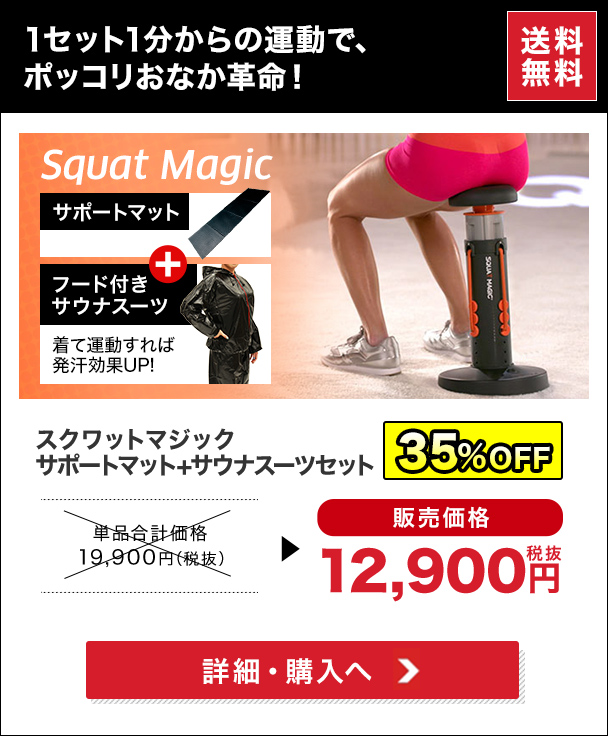 1セット1分からの運動で、
ポッコリおなか革命！
送料
無料
Squat Magic
サポートマット
フード付き
サウナスーツ
着て運動すれば
発汗効果UP!
SQUAT MAGIC
スクワットマジック
サポートマット+サウナスーツセット
35%OFF
単品合計価格
19,900円(税抜)
販売価格
12,900円税抜
詳細・購入へ